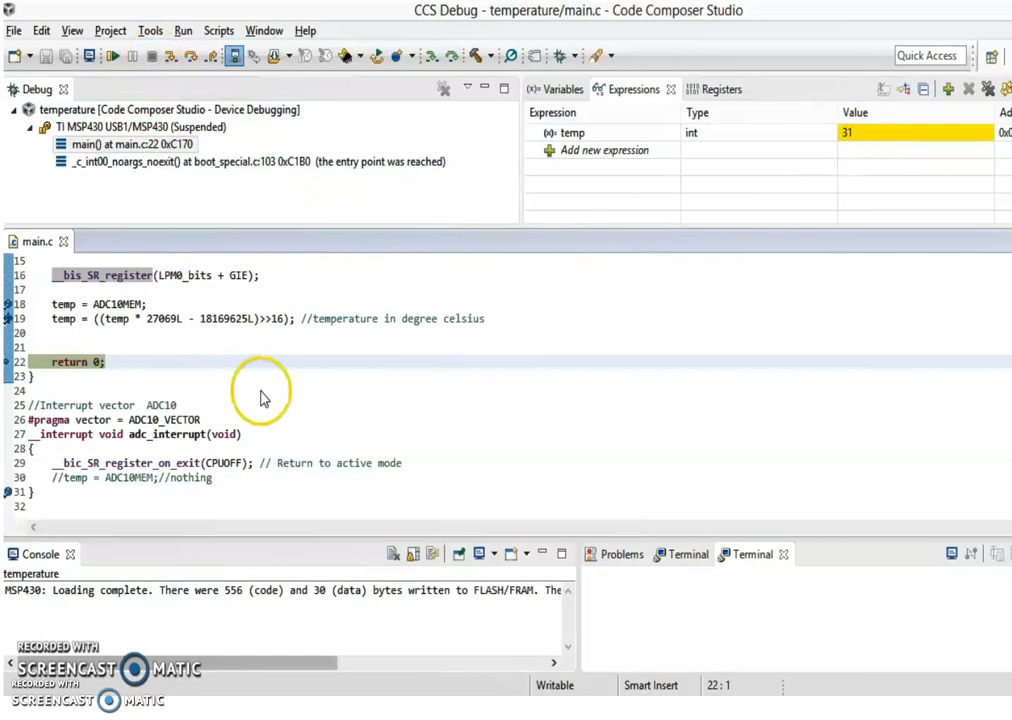 CCS Debug - temperature/main.c - Code Composer Studio
File Edit View Project Tools Run Scripts Window Help
Quick Access
Debug
temperature [Code Composer Studio - Device Debugging]
TI MSP430 USB1/MSP430 (Suspended)
main() at main.c:22 0xC170
_c_int00_noargs_noexit() at boot_special.c:103 0xC1B0 (the entry point was reached)
(x)= Variables Expressions Registers
Expression Type Value
(x)= temp int 31 0x0
Add new expression
main.c
15
16 __bis_SR_register(LPM0_bits + GIE);
17
18 temp = ADC10MEM;
19 temp = ((temp * 27069L - 18169625L)>>16); //temperature in degree celsius
20
21
22 return 0;
23 }
24
25 //Interrupt vector ADC10
26 #pragma vector = ADC10_VECTOR
27 __interrupt void adc_interrupt(void)
28 {
29 __bic_SR_register_on_exit(CPUOFF); // Return to active mode
30 //temp = ADC10MEM;//nothing
31 }
32
Console
temperature
MSP430: Loading complete. There were 556 (code) and 30 (data) bytes written to FLASH/FRAM. The
Problems Terminal Terminal
RECORDED WITH
SCREENCAST MATIC
RECORDED WITH
SCREENCAST MATIC
Writable Smart Insert 22 : 1